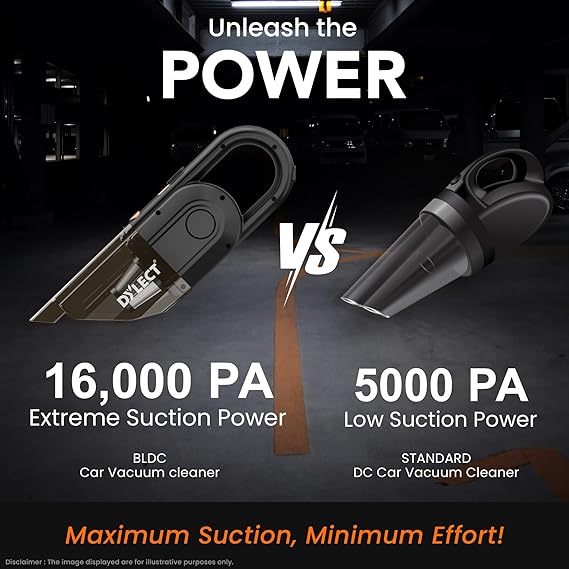 Unleash the
POWER
DYLECT
VS
16,000 PA
Extreme Suction Power
BLDC
Car Vacuum cleaner
5000 PA
Low Suction Power
STANDARD
DC Car Vacuum Cleaner
Maximum Suction, Minimum Effort!
Disclaimer : The image displayed are for illustrative purposes only.